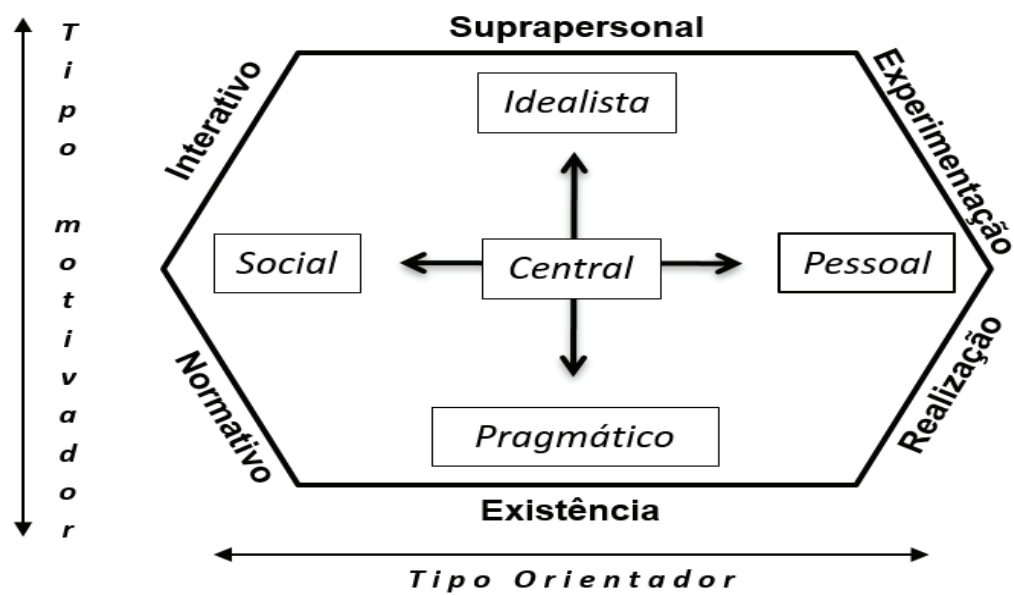 Suprapersonal
Tipo motivador
Interativo
Experimentação
Idealista
Social
Central
Pessoal
Normativo
Realização
Pragmático
Existência
Tipo Orientador